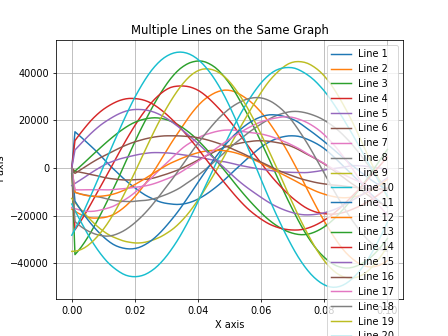 Multiple Lines on the Same Graph
40000
20000
0
−20000
−40000
0.00
0.02
0.04
0.06
X axis
Line 1
Line 2
Line 3
Line 4
Line 5
Line 6
Line 7
Line 8
Line 9
Line 10
Line 11
Line 12
Line 13
Line 14
Line 15
Line 16
Line 17
Line 18
Line 19
Line 20